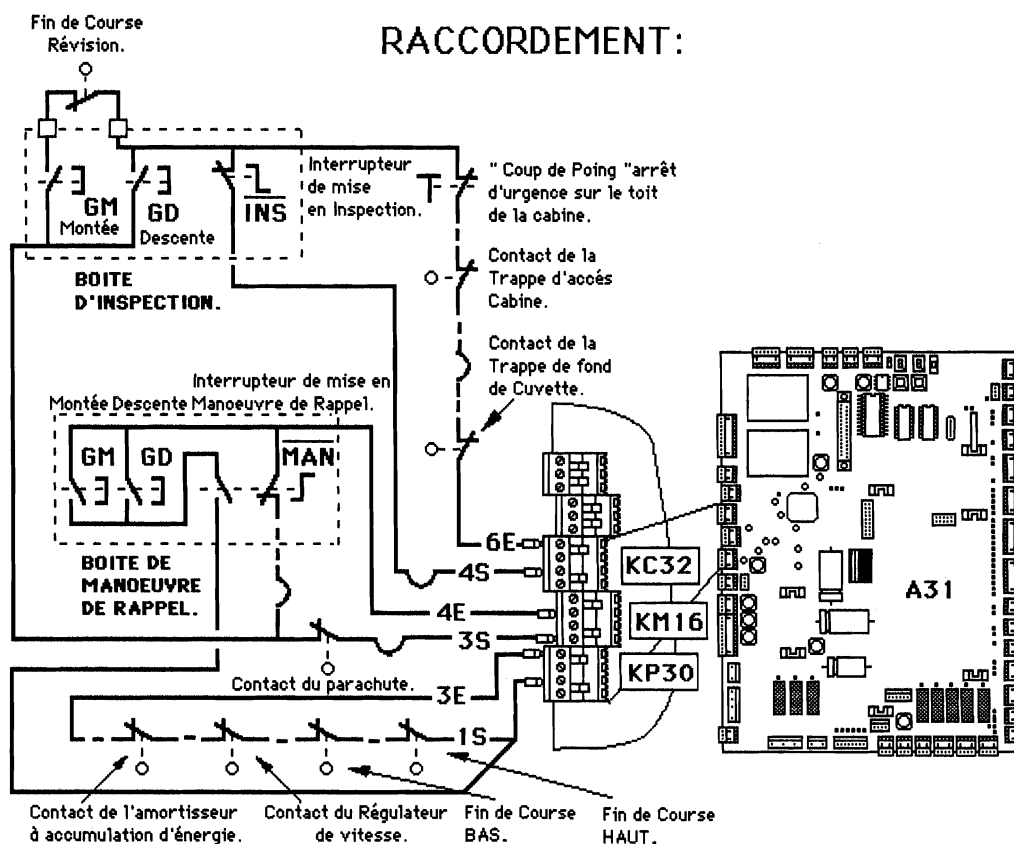 Fin de Course
Révision.
RACCORDEMENT:
GM
Montée
GD
Descente
INS
Interrupteur
de mise
en Inspection.
" Coup de Poing "arrêt
d'urgence sur le toit
de la cabine.
BOITE
D'INSPECTION.
Contact de la
Trappe d'accés
Cabine.
Contact de la
Trappe de fond
de Cuvette.
Interrupteur de mise en
Montée Descente Manoeuvre de Rappel.
GM
GD
MAN
BOITE DE
MANOEUVRE
DE RAPPEL.
6E
4S
4E
3S
3E
1S
KC32
KM16
KP30
A31
Contact du parachute.
Contact de l'amortisseur
à accumulation d'énergie.
Contact du Régulateur
de vitesse.
Fin de Course
BAS.
Fin de Course
HAUT.